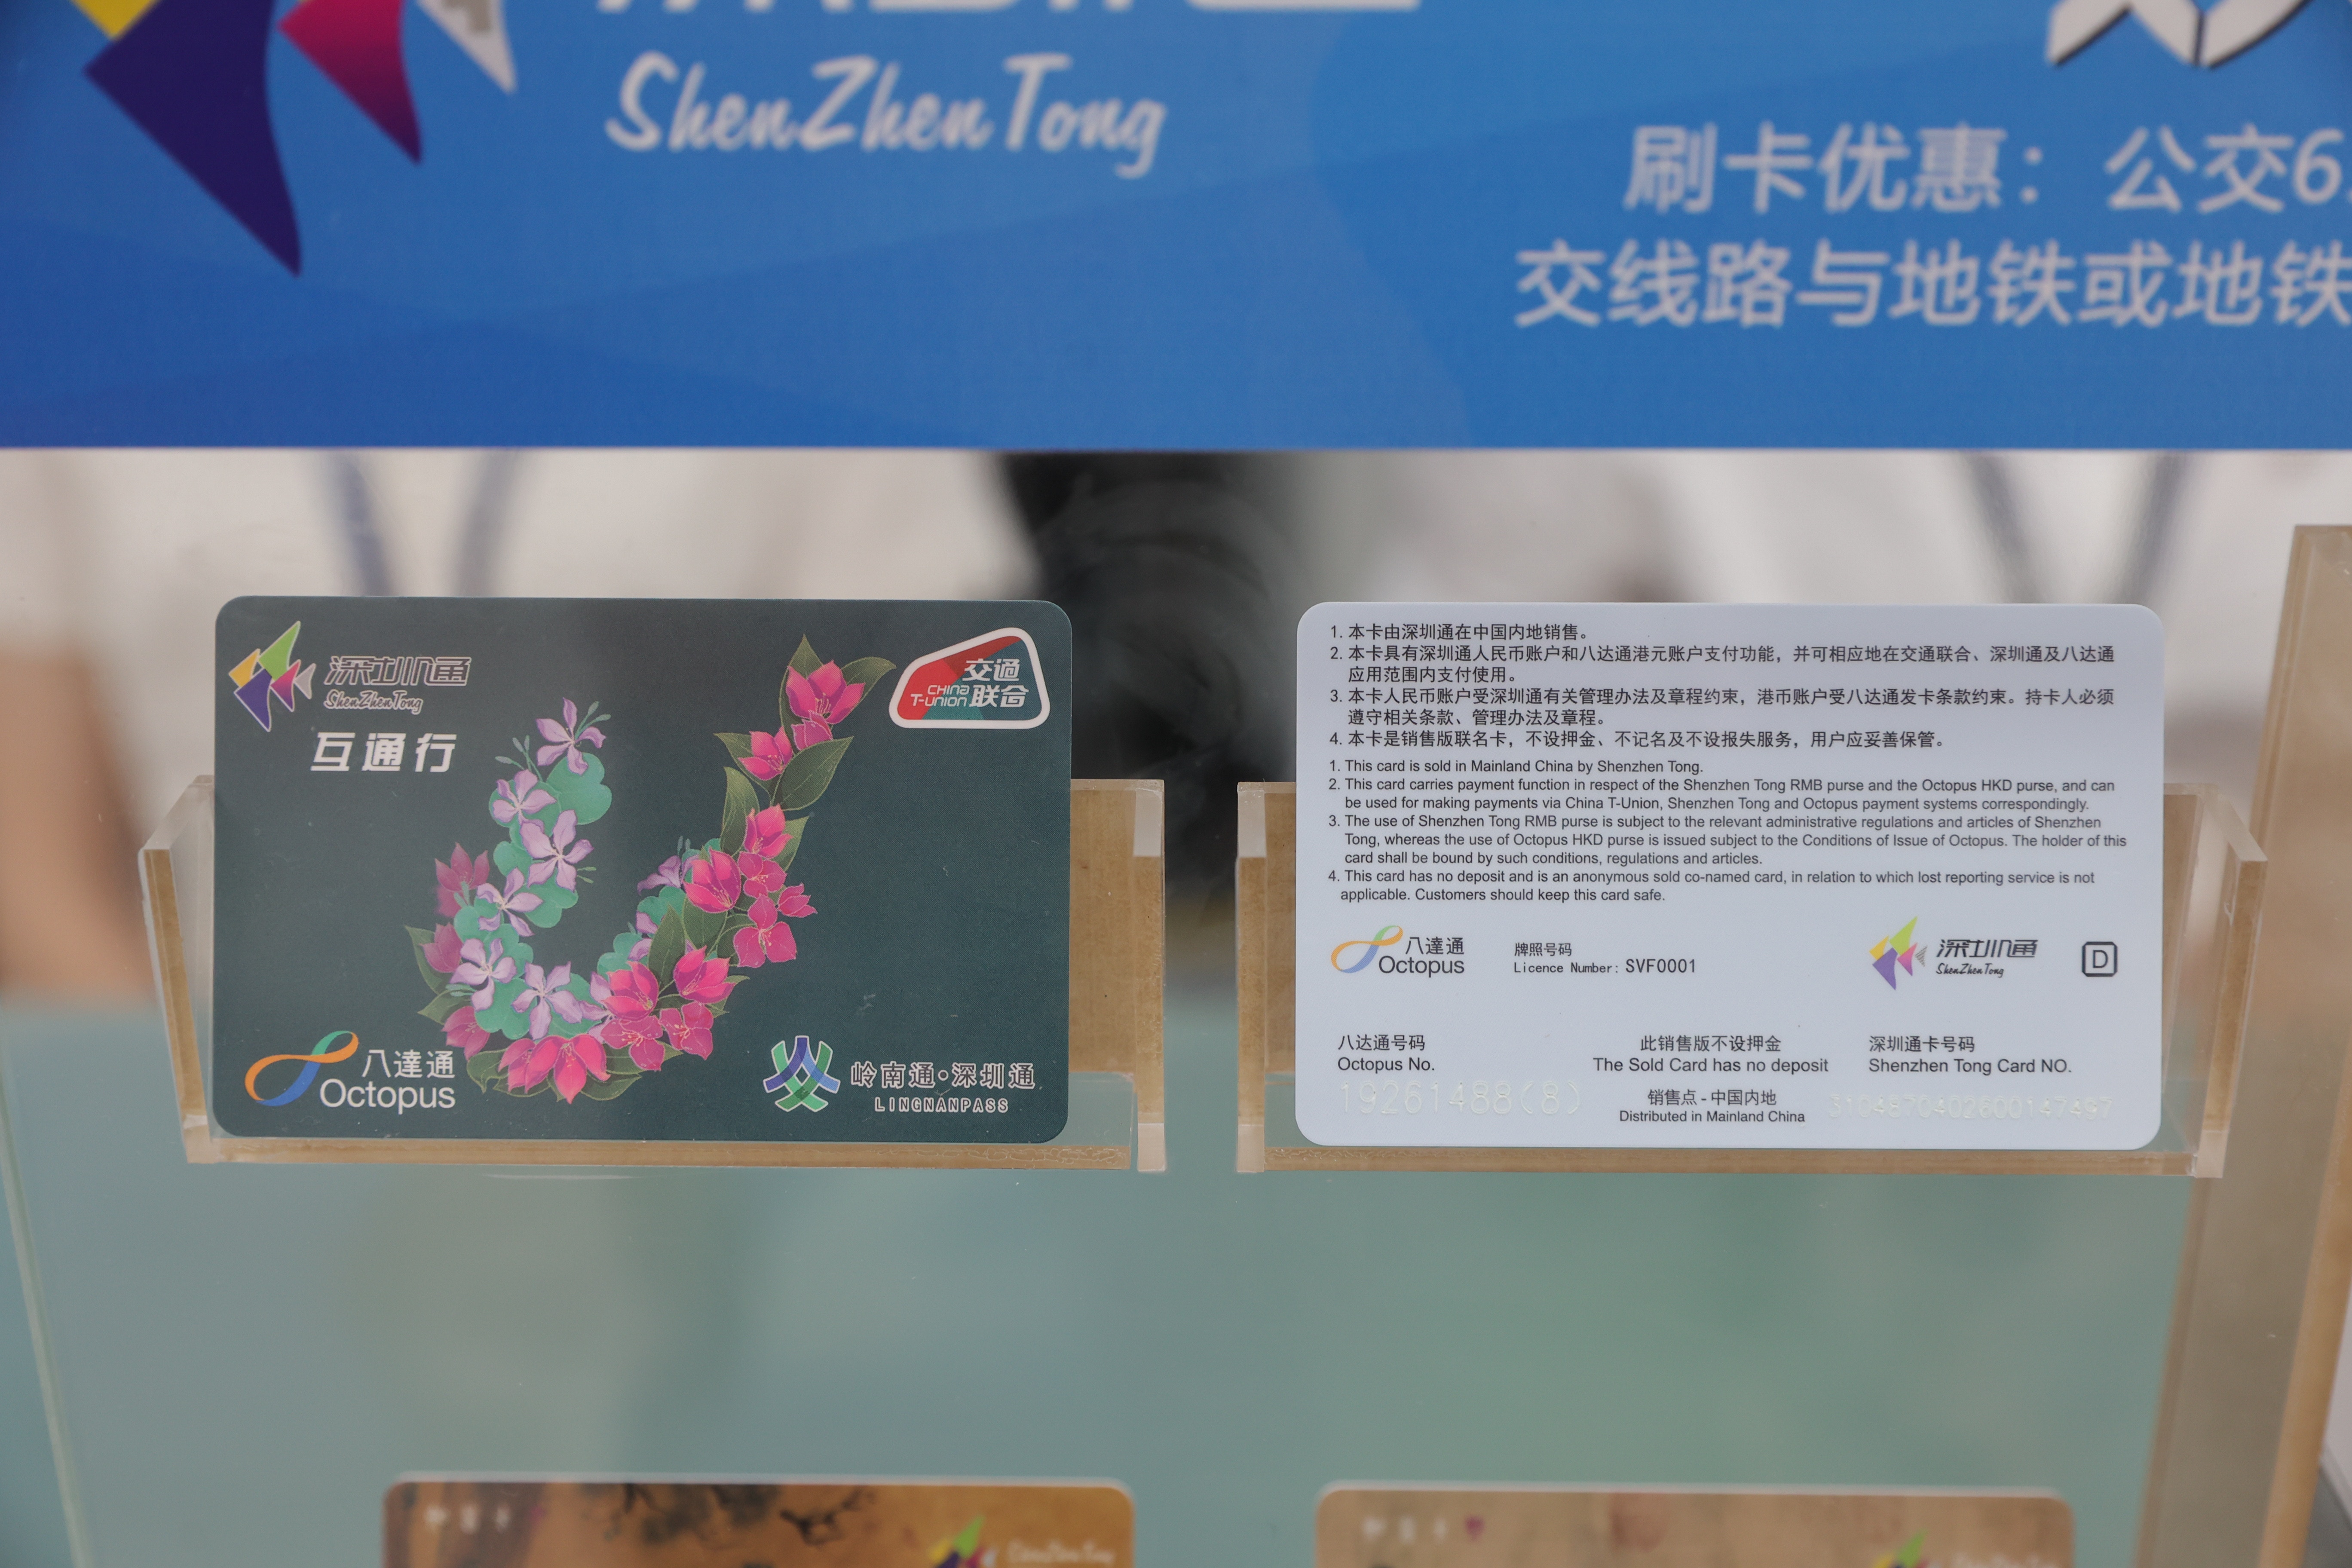 ShenZhenTong
刷卡优惠：公交6
交线路与地铁或地铁
深圳通
ShenZhenTong
互通行
交通
联合
CHINA
T-UNION
八達通
Octopus
岭南通·深圳通
LINGNANPASS
1. 本卡由深圳通在中国内地销售。
2. 本卡具有深圳通人民币账户和八达通港元账户支付功能，并可相应地在交通联合、深圳通及八达通
应用范围内支付使用。
3. 本卡人民币账户受深圳通有关管理办法及章程约束，港币账户受八达通发卡条款约束。持卡人必须
遵守相关条款、管理办法及章程。
4. 本卡是销售版联名卡，不设押金、不记名及不设报失服务，用户应妥善保管。
1. This card is sold in Mainland China by Shenzhen Tong.
2. This card carries payment function in respect of the Shenzhen Tong RMB purse and the Octopus HKD purse, and can
be used for making payments via China T-Union, Shenzhen Tong and Octopus payment systems correspondingly.
3. The use of Shenzhen Tong RMB purse is subject to the relevant administrative regulations and articles of Shenzhen
Tong, whereas the use of Octopus HKD purse is issued subject to the Conditions of Issue of Octopus. The holder of this
card shall be bound by such conditions, regulations and articles.
4. This card has no deposit and is an anonymous sold co-named card, in relation to which lost reporting service is not
applicable. Customers should keep this card safe.
八達通
Octopus
牌照号码
Licence Number: SVF0001
深圳通
ShenZhenTong
D
八达通号码
Octopus No.
19261488(8)
此销售版不设押金
The Sold Card has no deposit
销售点 - 中国内地
Distributed in Mainland China
深圳通卡号码
Shenzhen Tong Card NO.
3104870402600147497